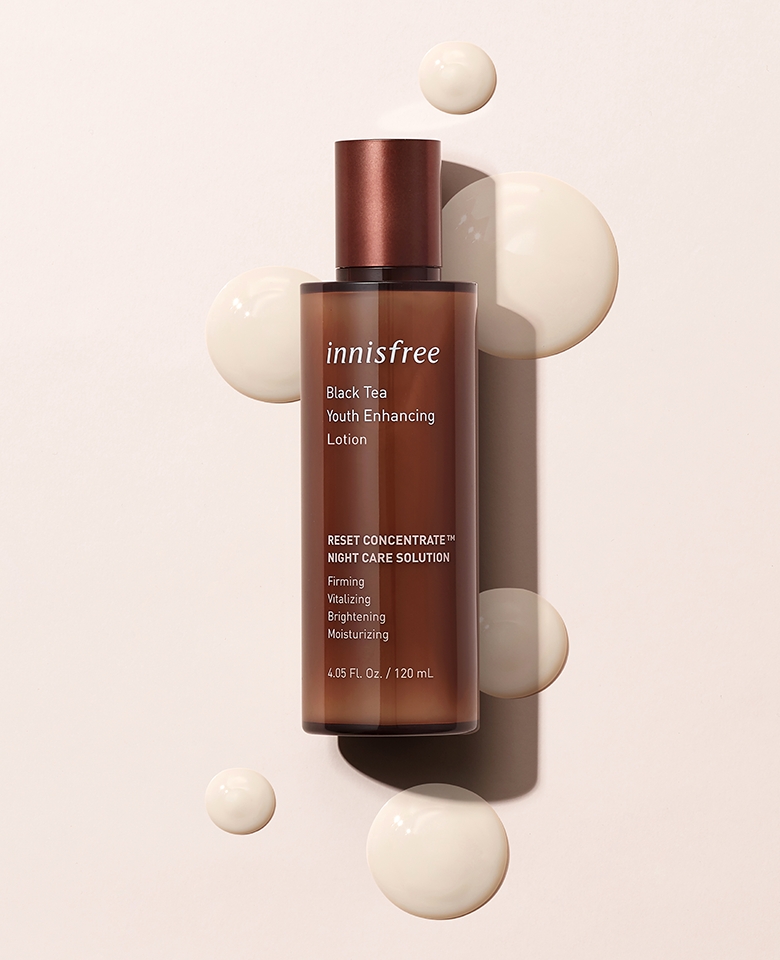 innisfree
Black Tea
Youth Enhancing
Lotion
RESET CONCENTRATE™
NIGHT CARE SOLUTION
Firming
Vitalizing
Brightening
Moisturizing
4.05 Fl. Oz. / 120 mL